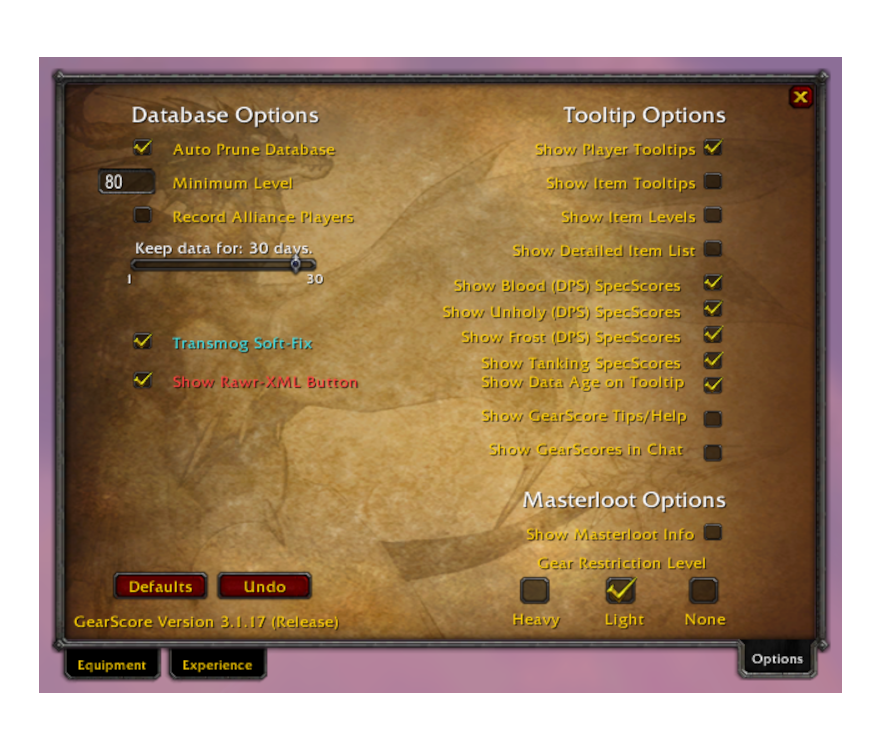 Database Options
Auto Prune Database
80 Minimum Level
Record Alliance Players
Keep data for: 30 days.
1 30
Transmog Soft-Fix
Show Rawr-XML Button
Defaults Undo
GearScore Version 3.1.17 (Release)
Tooltip Options
Show Player Tooltips
Show Item Tooltips
Show Item Levels
Show Detailed Item List
Show Blood (DPS) SpecScores
Show Unholy (DPS) SpecScores
Show Frost (DPS) SpecScores
Show Tanking SpecScores
Show Data Age on Tooltip
Show GearScore Tips/Help
Show GearScores in Chat
Masterloot Options
Show Masterloot Info
Gear Restriction Level
Heavy Light None
Equipment Experience Options